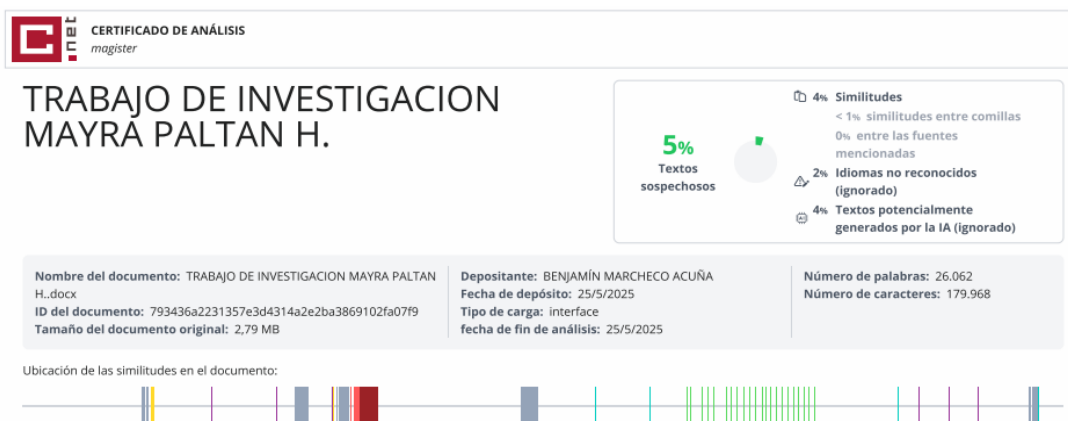 .net
CERTIFICADO DE ANÁLISIS
magister
TRABAJO DE INVESTIGACION
MAYRA PALTAN H.
5%
Textos
sospechosos
4% Similitudes
< 1% similitudes entre comillas
0% entre las fuentes
mencionadas
2% Idiomas no reconocidos
(ignorado)
4% Textos potencialmente
generados por la IA (ignorado)
Nombre del documento: TRABAJO DE INVESTIGACION MAYRA PALTAN
H..docx
ID del documento: 793436a2231357e3d4314a2e2ba3869102fa07f9
Tamaño del documento original: 2,79 MB
Depositante: BENJAMÍN MARCHECO ACUÑA
Fecha de depósito: 25/5/2025
Tipo de carga: interface
fecha de fin de análisis: 25/5/2025
Número de palabras: 26.062
Número de caracteres: 179.968
Ubicación de las similitudes en el documento: